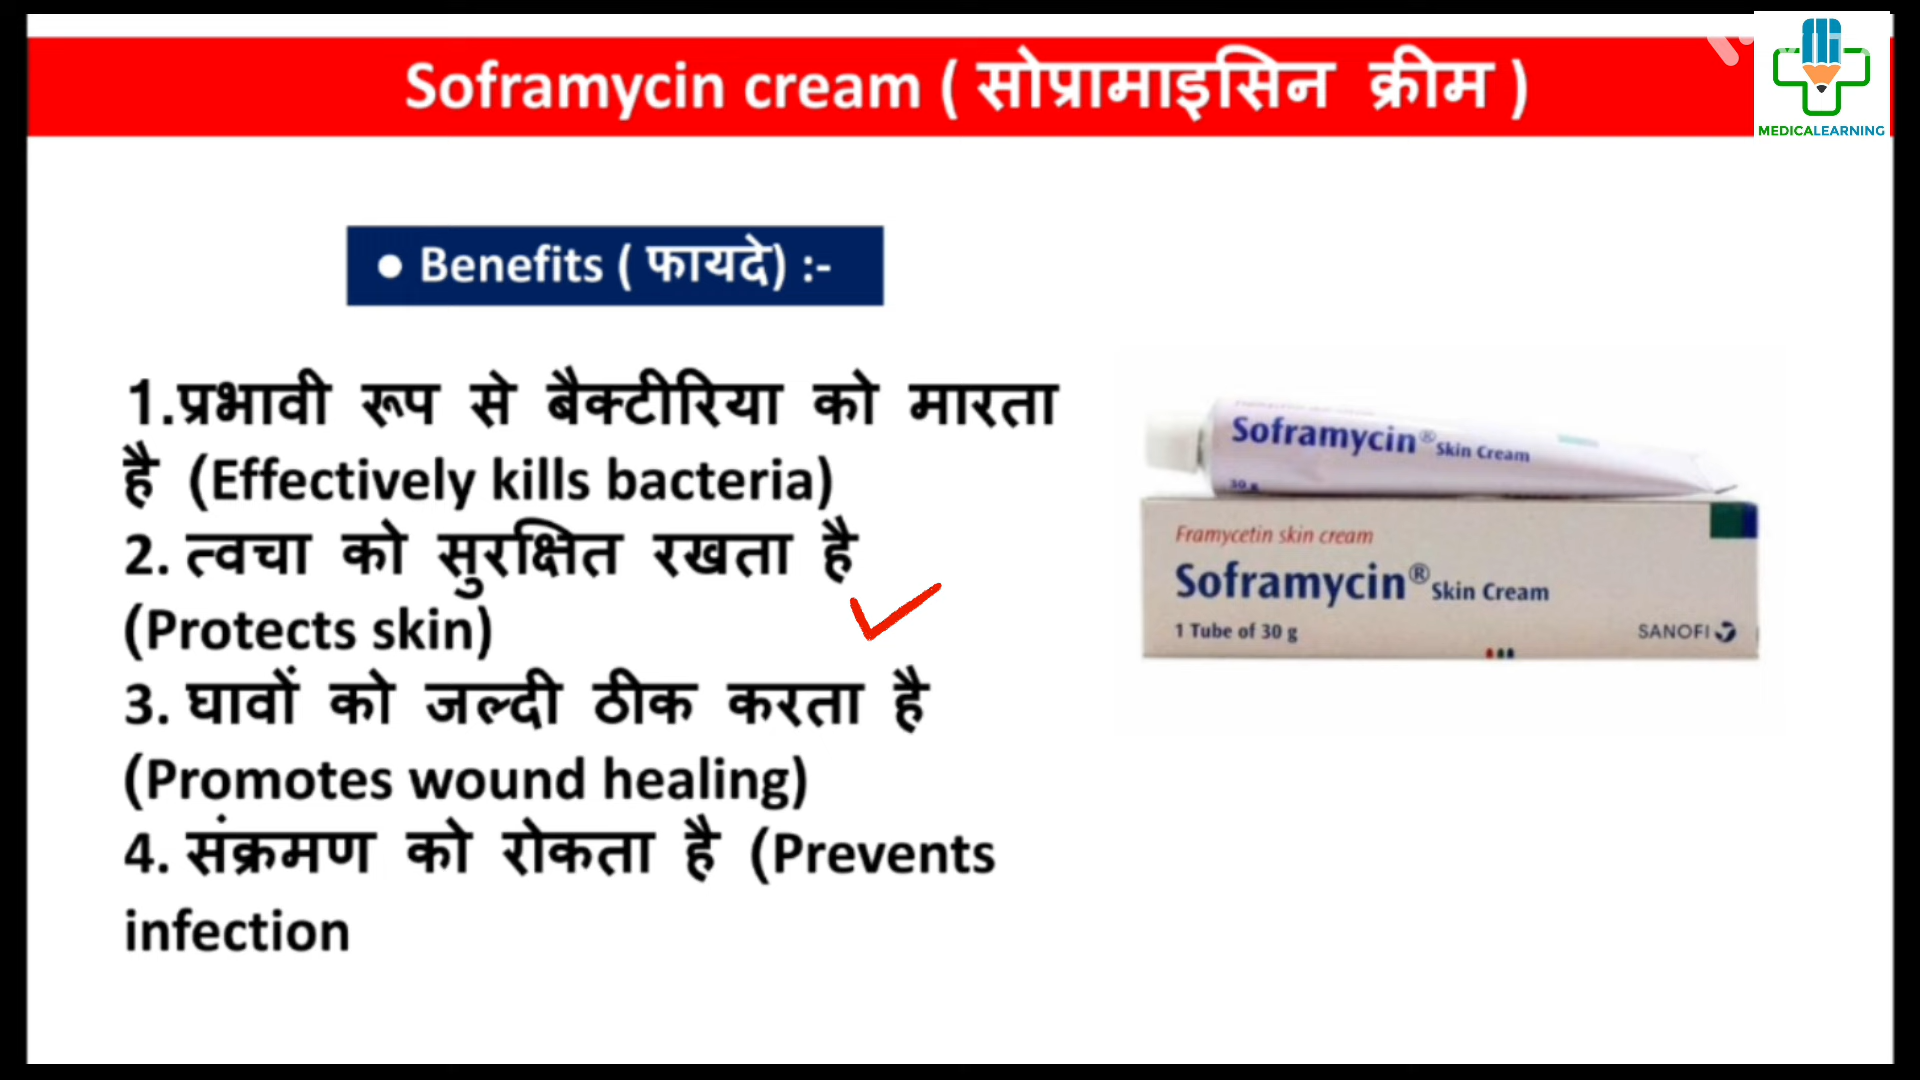 Soframycin cream ( सोप्रामाइसिन क्रीम )
MEDICALEARNING
● Benefits ( फायदे) :-
1.प्रभावी रूप से बैक्टीरिया को मारता
है (Effectively kills bacteria)
2. त्वचा को सुरक्षित रखता है
(Protects skin)
3. घावों को जल्दी ठीक करता है
(Promotes wound healing)
4. संक्रमण को रोकता है (Prevents
infection
Soframycin® Skin Cream
30 g
Framycetin skin cream
Soframycin® Skin Cream
1 Tube of 30 g
SANOFI